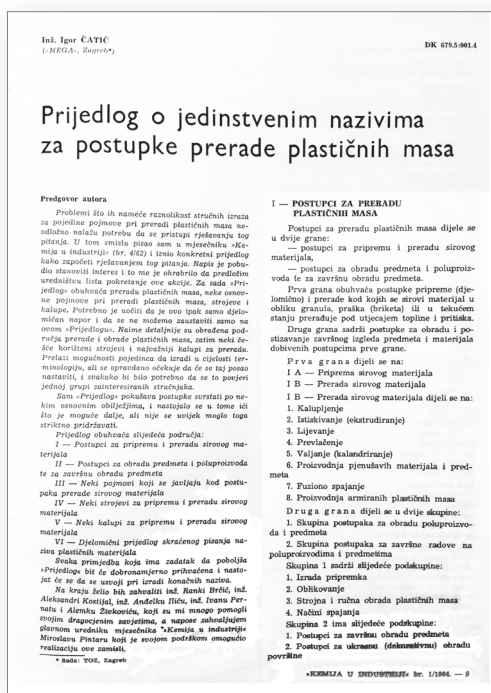 Inž. Igor ČATIĆ
(»MEGA«, Zagreb*)
DK 679.5:001.4
Prijedlog o jedinstvenim nazivima
za postupke prerade plastičnih masa
Predgovor autora
Problemi što ih nameće raznolikost stručnih izraza
za pojedine pojmove pri preradi plastičnih masa ne-
odložno nalažu potrebu da se pristupi rješavanju tog
pitanja. U tom smislu pisao sam u mjesečniku »Ke-
mija u industriji« (br. 4/62) i iznio konkretni prijedlog
kako započeti rješavanjem tog pitanja. Napis je pobu-
dio stanoviti interes i to me je ohrabrilo da predložim
uredništvu lista pokretanje ove akcije. Za sada »Pri-
jedlog« obuhvaća preradu plastičnih masa, neke osnov-
ne pojmove pri preradi plastičnih masa, strojeve i
kalupe. Potrebno je uočiti da je ovo ipak samo djelo-
mičan napor i da se ne možemo zaustaviti samo na
ovom »Prijedlogu«. Naime detaljnije su obrađena pod-
ručja prerade i obrade plastičnih masa, zatim neki če-
šće korišteni strojevi i najvažniji kalupi za preradu.
Prelazi mogućnosti pojedinca da izradi u cijelosti ter-
minologiju, ali se opravdano očekuje da će se taj posao
nastaviti, i svakako bi bilo potrebno da se to povjeri
jednoj grupi zainteresiranih stručnjaka.
Sam »Prijedlog« pokušava postupke svrstati po ne-
kim osnovnim obilježjima, i nastojalo se u tome ići
što je moguće dalje, ali nije se uvijek moglo toga
striktno pridržavati.
Prijedlog obuhvaća slijedeća područja:
I — Postupci za pripremu i preradu sirovog ma-
terijala
II — Postupci za obradu predmeta i poluproizvoda
te za završnu obradu predmeta
III — Neki pojmovi koji se javljaju kod postu-
paka prerade sirovog materijala
IV — Neki strojevi za pripremu i preradu sirovog
materijala
V — Neki kalupi za pripremu i preradu sirovog
materijala
VI — Djelomični prijedlog skraćenog pisanja na-
ziva plastičnih materijala
Svaka primjedba koja ima zadatak da poboljša
»Prijedlog« bit će dobronamjerno prihvaćena i nasto-
jat će se da se usvoji pri izradi konačnih naziva.
Na kraju želio bih zahvaliti inž. Ranki Brčić, inž.
Aleksandri Kostijal, inž. Anđelku Iliću, inž. Ivanu Per-
natu i Alemku Živkoviću, koji su mi mnogo pomogli
svojim dragocjenim savjetima, a napose zahvaljujem
glavnom uredniku mjesečnika »Kemija u industriji«
Miroslavu Pintaru koji je svojom podrškom omogućio
realizaciju ove zamisli.
* Sada: TOZ, Zagreb
I — POSTUPCI ZA PRERADU
PLASTIČNIH MASA
Postupci za preradu plastičnih masa dijele se
u dvije grane:
— postupci za pripremu i preradu sirovog
materijala,
— postupci za obradu predmeta i poluproiz-
voda te za završnu obradu predmeta.
Prva grana obuhvaća postupke pripreme (dje-
lomično) i prerade kod kojih se sirovi materijal u
obliku granula, praška (briketa) ili u tekućem
stanju prerađuje pod utjecajem topline i pritiska.
Druga grana sadrži postupke za obradu i po-
stizavanje završnog izgleda predmeta i materijala
dobivenih postupcima prve grane.
Prva grana dijeli se na:
I A — Priprema sirovog materijala
I B — Prerada sirovog materijala
I B — Prerada sirovog materijala dijeli se na:
1. Kalupljenje
2. Istiskivanje (ekstrudiranje)
3. Lijevanje
4. Prevlačenje
5. Valjanje (kalandriranje)
6. Proizvodnja pjenušavih materijala i pred-
meta
7. Fuziono spajanje
8. Proizvodnja armiranih plastičnih masa
Druga grana dijeli se u dvije skupine:
1. Skupina postupaka za obradu poluproizvo-
da i predmeta
2. Skupina postupaka za završne radove na
poluproizvodima i predmetima
Skupina 1 sadrži slijedeće podskupine:
1. Izrada pripremka
2. Oblikovanje
3. Strojna i ručna obrada plastičnih masa
4. Načini spajanja
Skupina 2 ima slijedeće podskupine:
1. Postupci za završnu obradu predmeta
2. Postupci za ukrasnu (dekorativnu) obradu
površine
»KEMIJA U INDUSTRIJI« br. 1/1964. — 9